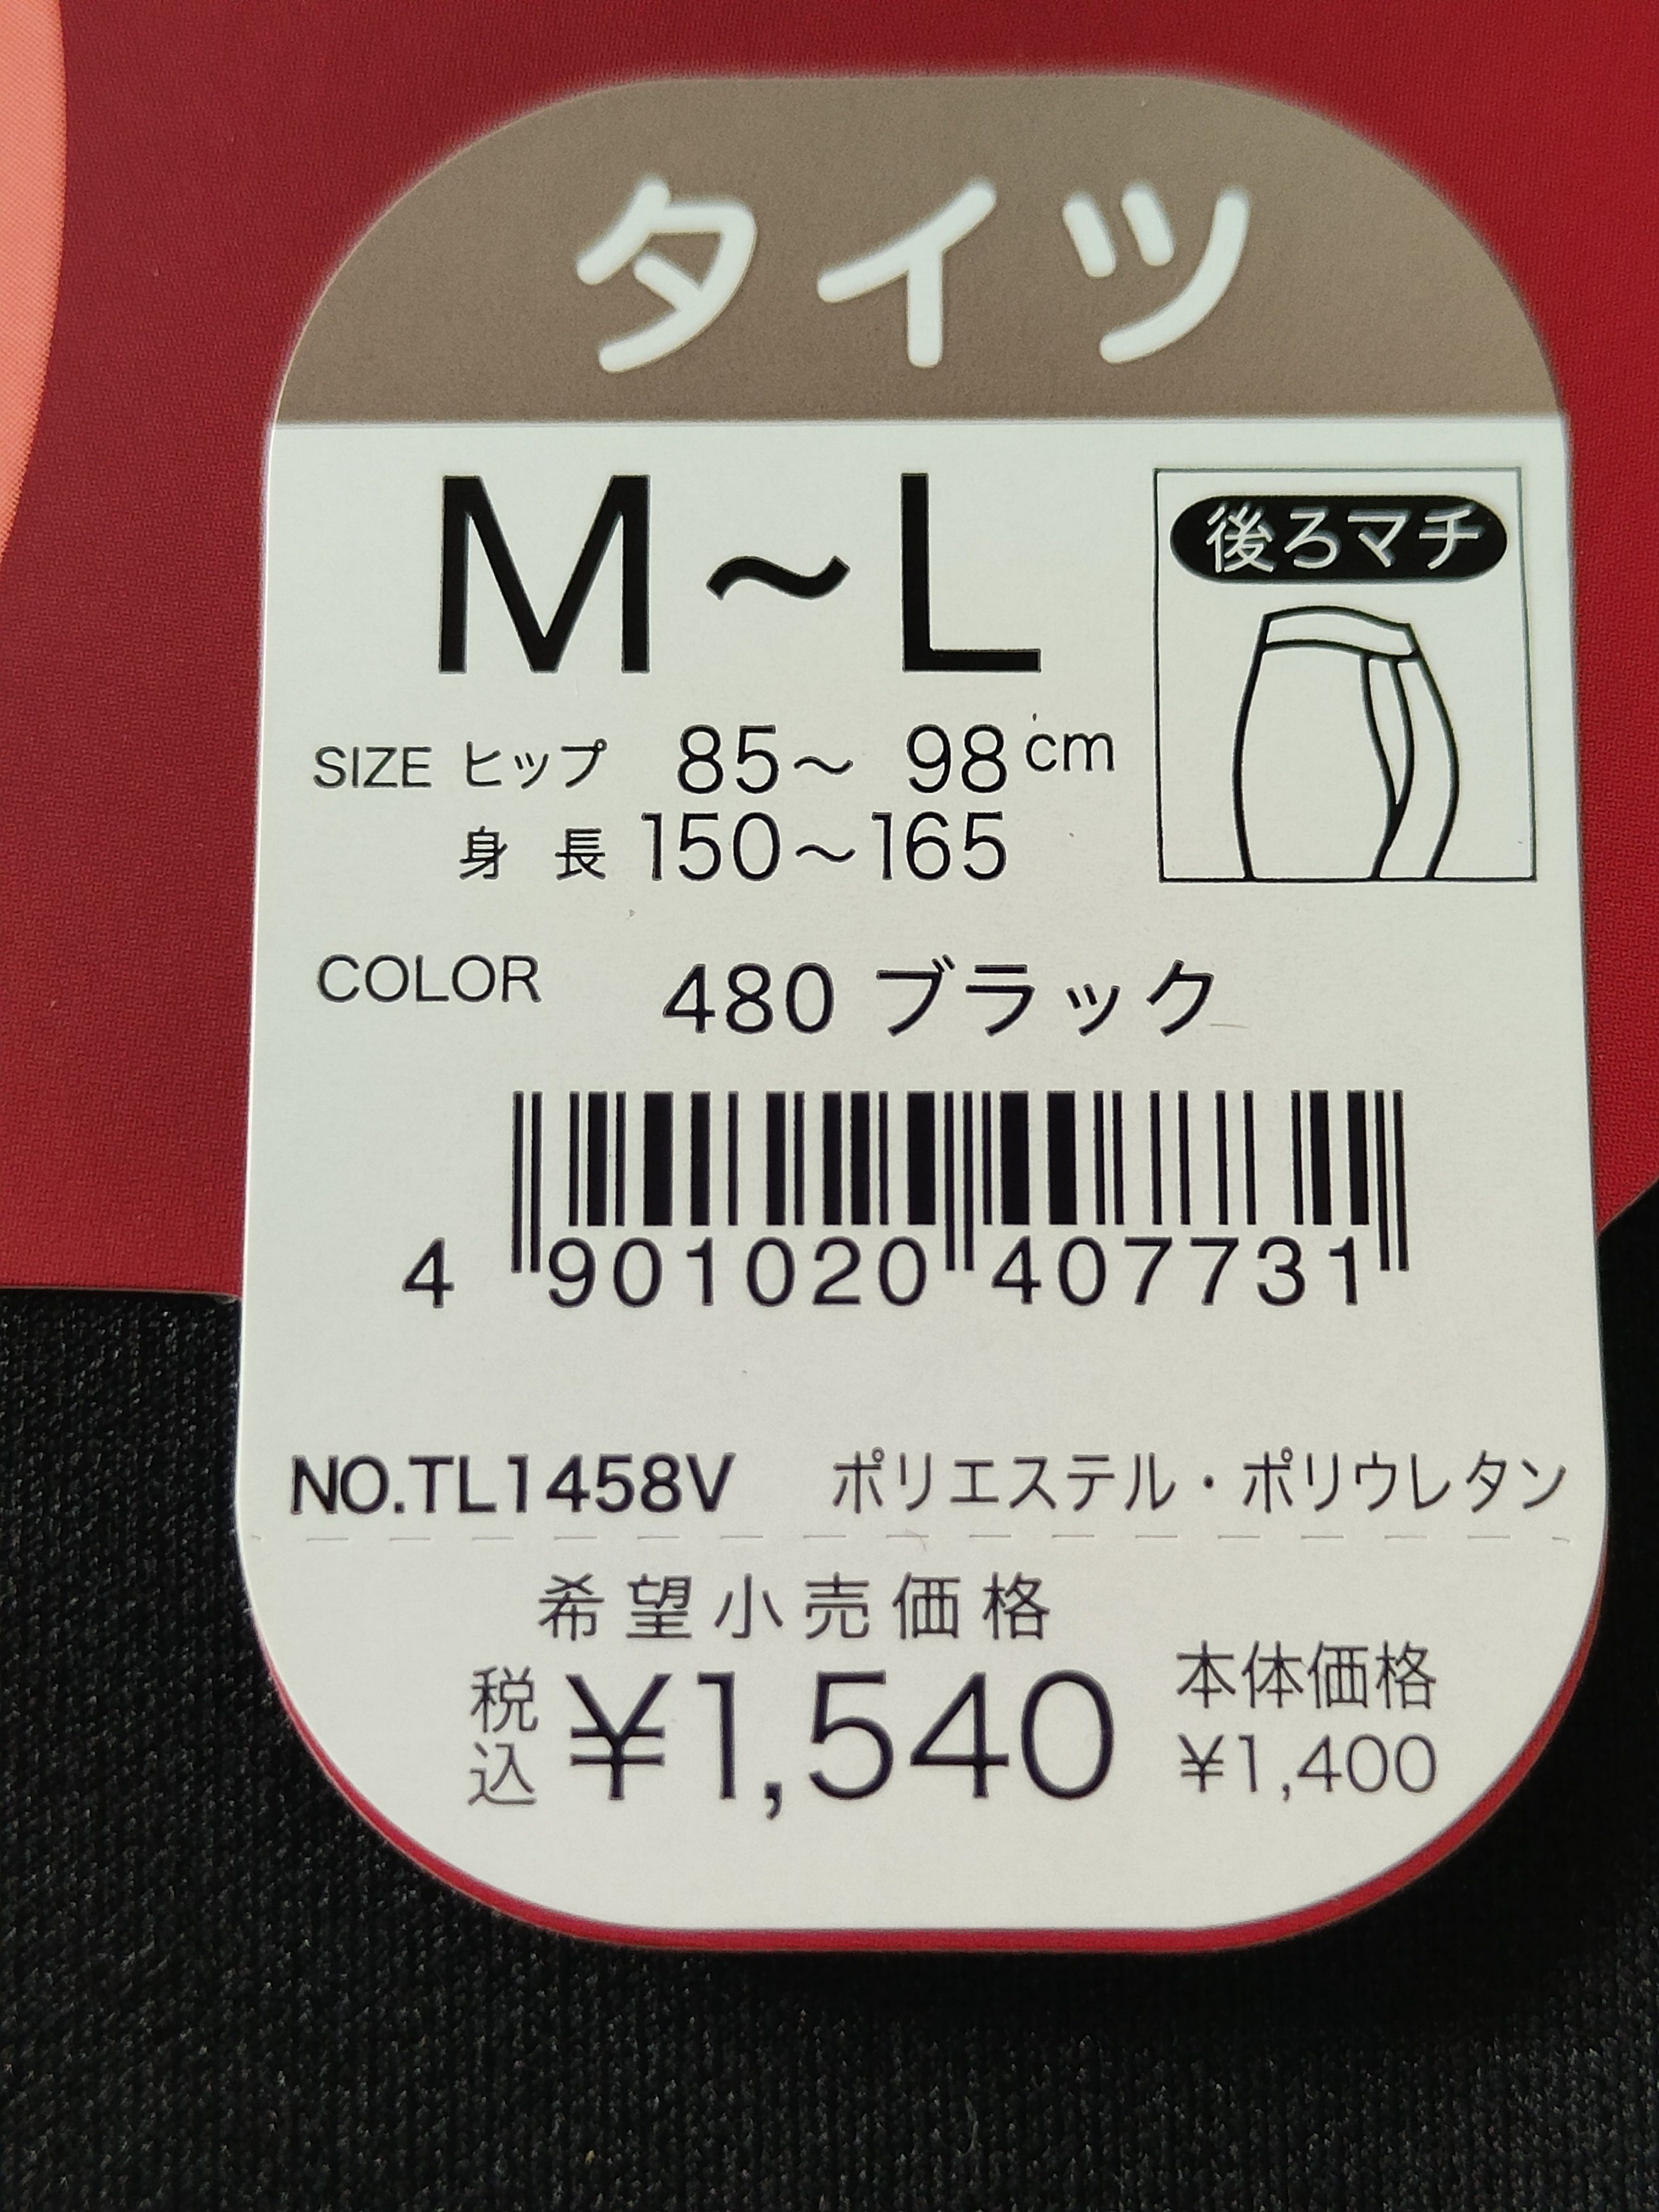 タイツ
M~L
後ろマチ
SIZE ヒップ 85～98cm
身長 150～165
COLOR 480 ブラック
4 901020 407731
NO.TL1458V ポリエステル・ポリウレタン
希望小売価格
税込 ¥1,540
本体価格
¥1,400